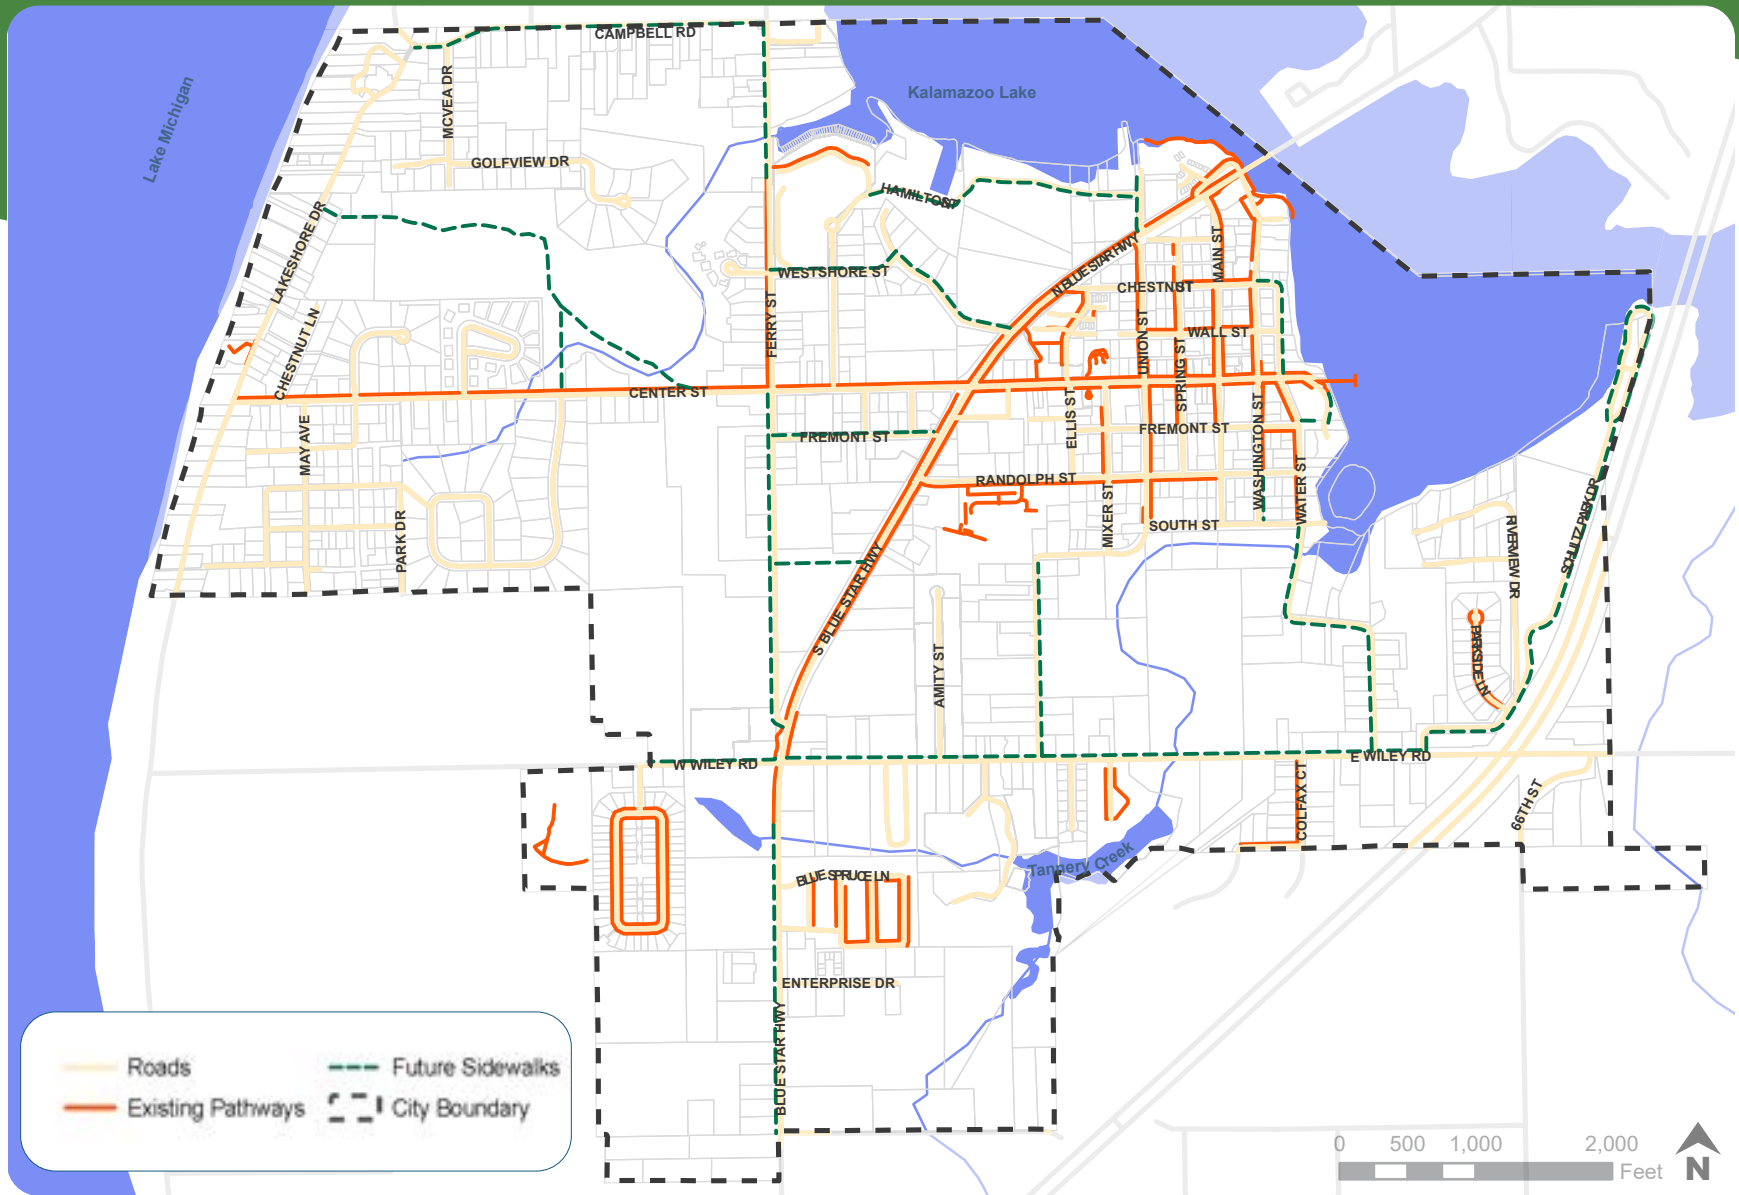 CAMPBELL RD
Kalamazoo Lake
Lake Michigan
MCVEA DR
GOLFVIEW DR
HAMILTON
LAKESHORE DR
N BLUE STAR HWY
MAIN ST
WESTSHORE ST
CHESTNUT ST
CHESTNUT LN
FERRY ST
UNION ST
WALL ST
SPRING ST
CENTER ST
MAY AVE
ELLIS ST
WASHINGTON ST
FREMONT ST
FREMONT ST
RANDOLPH ST
WATER ST
MIXER ST
SOUTH ST
PARK DR
RIVERVIEW DR
SCHULTZ PARK DR
S BLUE STAR HWY
AMITY ST
PARKSIDE LN
W WILEY RD
E WILEY RD
COLFAX CT
66TH ST
Tannery Creek
BLUE SPRUCE LN
ENTERPRISE DR
BLUE STAR HWY
Roads
Future Sidewalks
Existing Pathways
City Boundary
0 500 1,000 2,000
Feet
N